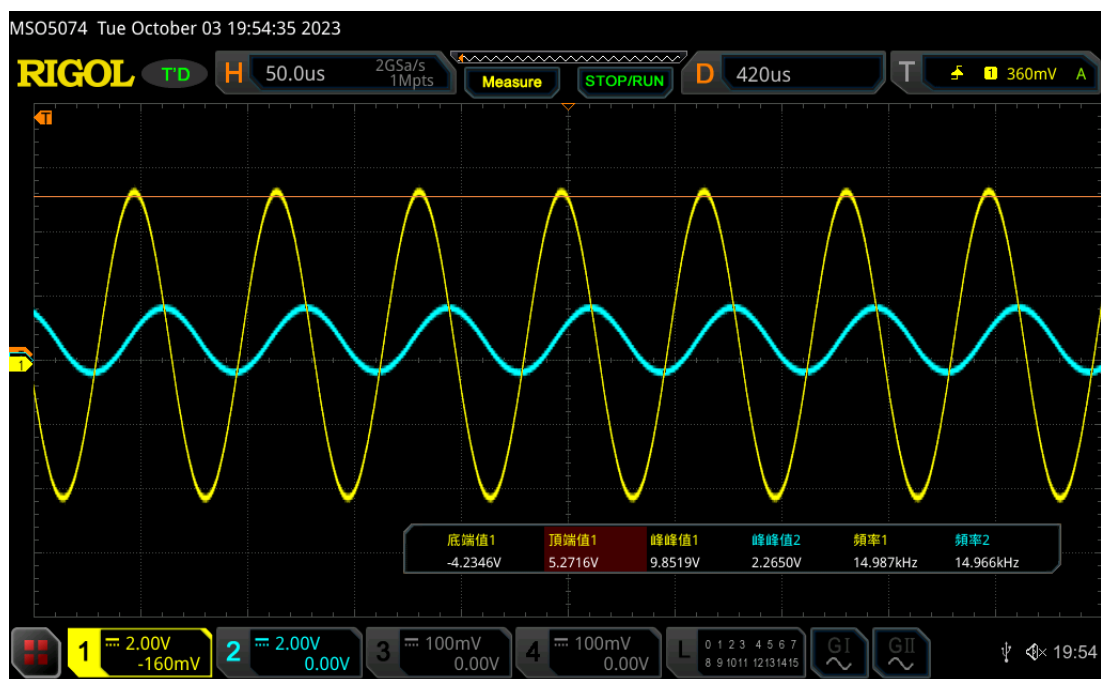 MSO5074 Tue October 03 19:54:35 2023
RIGOL T'D H 50.0us 2GSa/s 1Mpts Measure STOP/RUN D 420us T 1 360mV A
T
1
底端值1 頂端值1 峰峰值1 峰峰值2 頻率1 頻率2
-4.2346V 5.2716V 9.8519V 2.2650V 14.987kHz 14.966kHz
1 2.00V -160mV 2 2.00V 0.00V 3 100mV 0.00V 4 100mV 0.00V L 0 1 2 3 4 5 6 7 8 9 10 11 12 13 14 15 GI GII 19:54